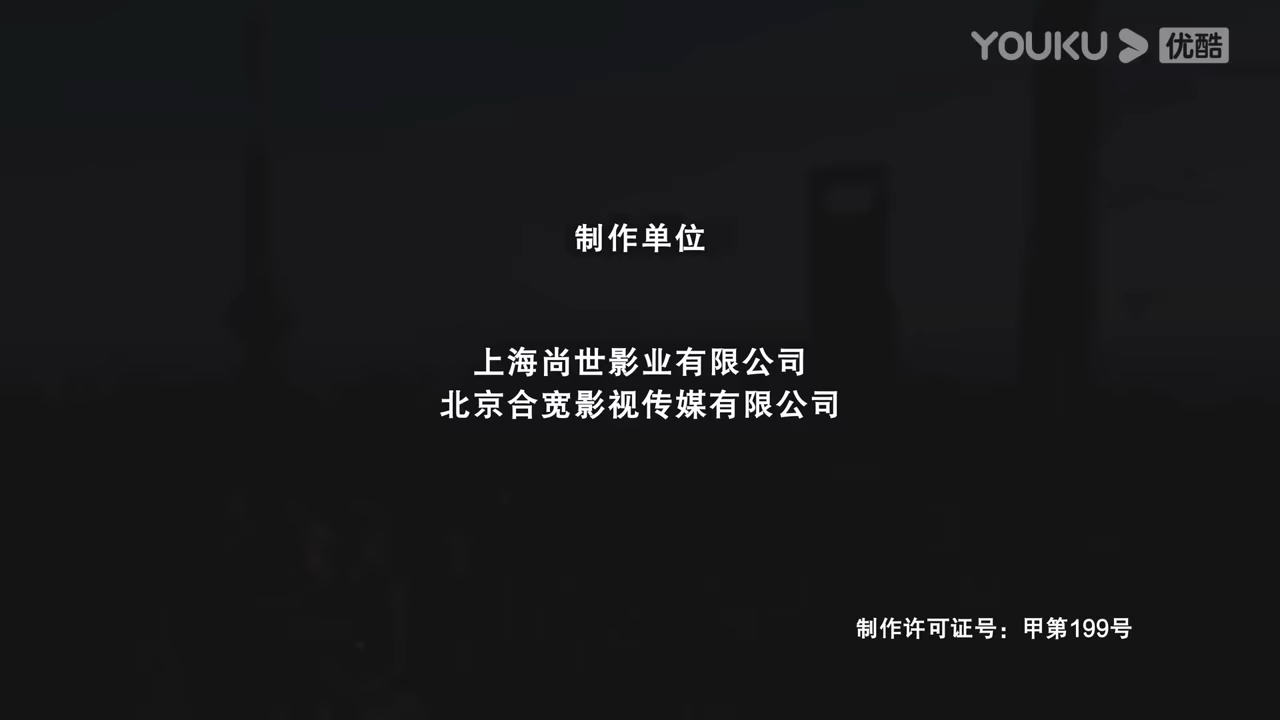 YOUKU 优酷
制作单位
上海尚世影业有限公司
北京合宽影视传媒有限公司
制作许可证号：甲第199号